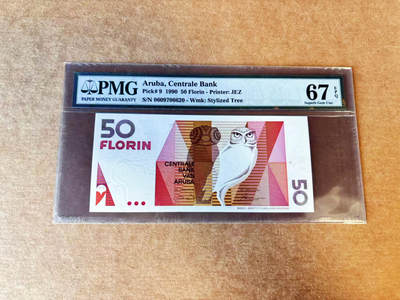 PMG
PAPER MONEY GUARANTY
Aruba, Centrale Bank
Pick# 9 1990 50 Florin - Printer: JEZ
S/N 0609706620 - Wmk: Stylized Tree
67 EPQ
Superb Gem Unc
50
FLORIN
CENTRALE
BANK
VAN
ARUBA
50